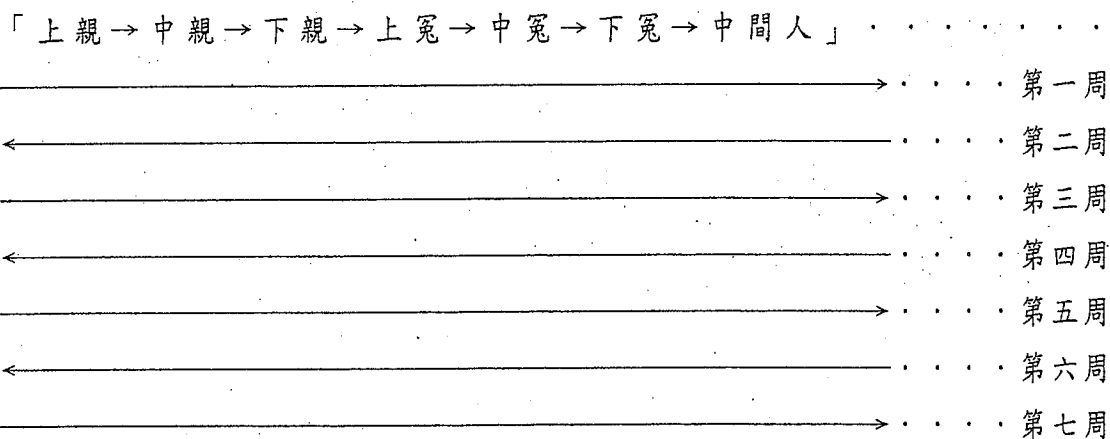 「上親→中親→下親→上冤→中冤→下冤→中間人」・・・・・・・
→・・・・第一周
←・・・・第二周
→・・・・第三周
←・・・・第四周
→・・・・第五周
←・・・・第六周
→・・・・第七周